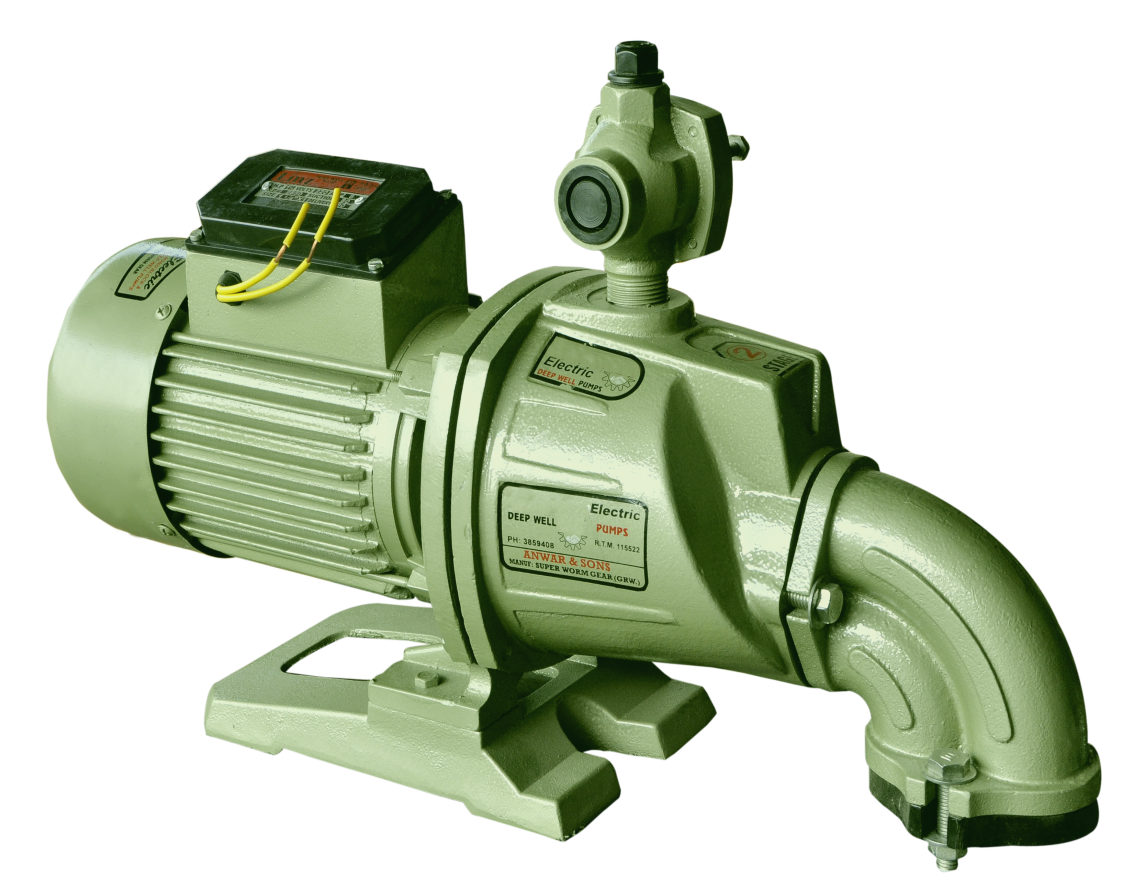 Electric
Electric
DEEP WELL PUMPS
2
STAGE
Electric
DEEP WELL
PUMPS
PH: 3859408
R.T.M. 115522
ANWAR & SONS
MANUF: SUPER WORM GEAR (GRW.)